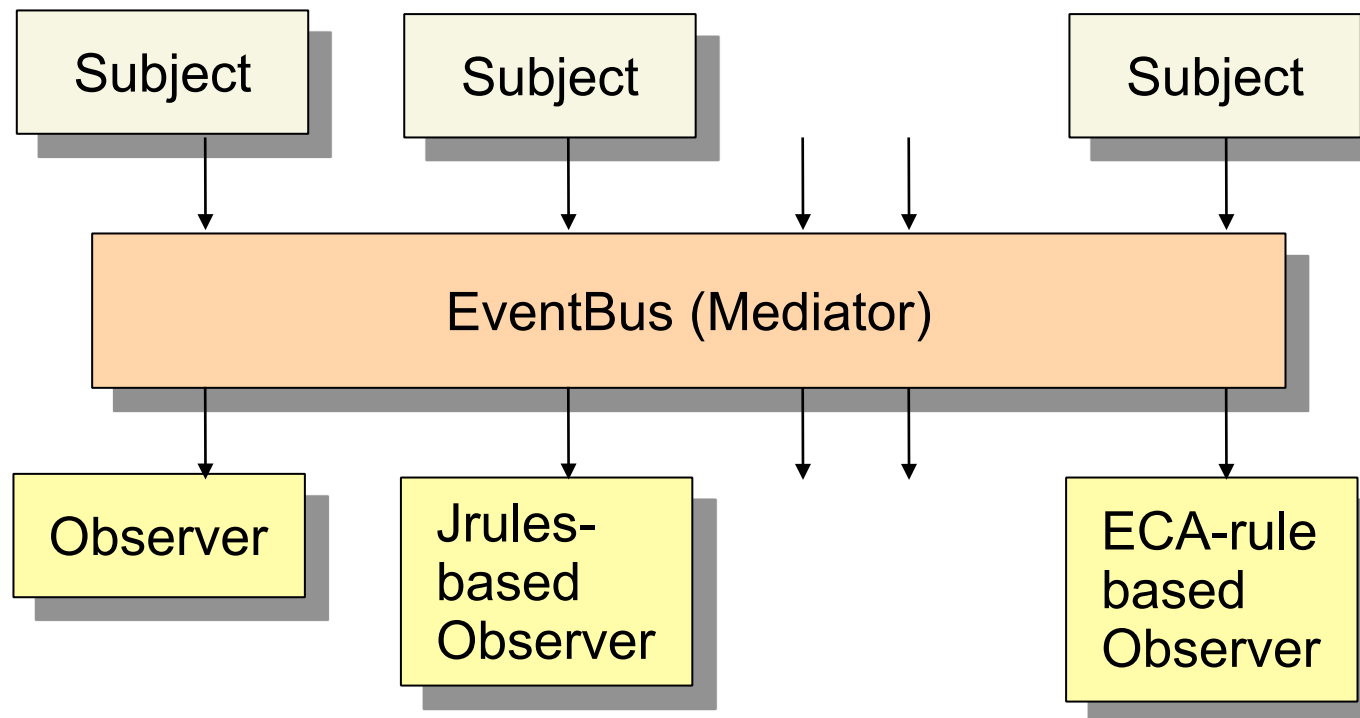 Subject
Subject
Subject
EventBus (Mediator)
Observer
Jrules-
based
Observer
ECA-rule
based
Observer